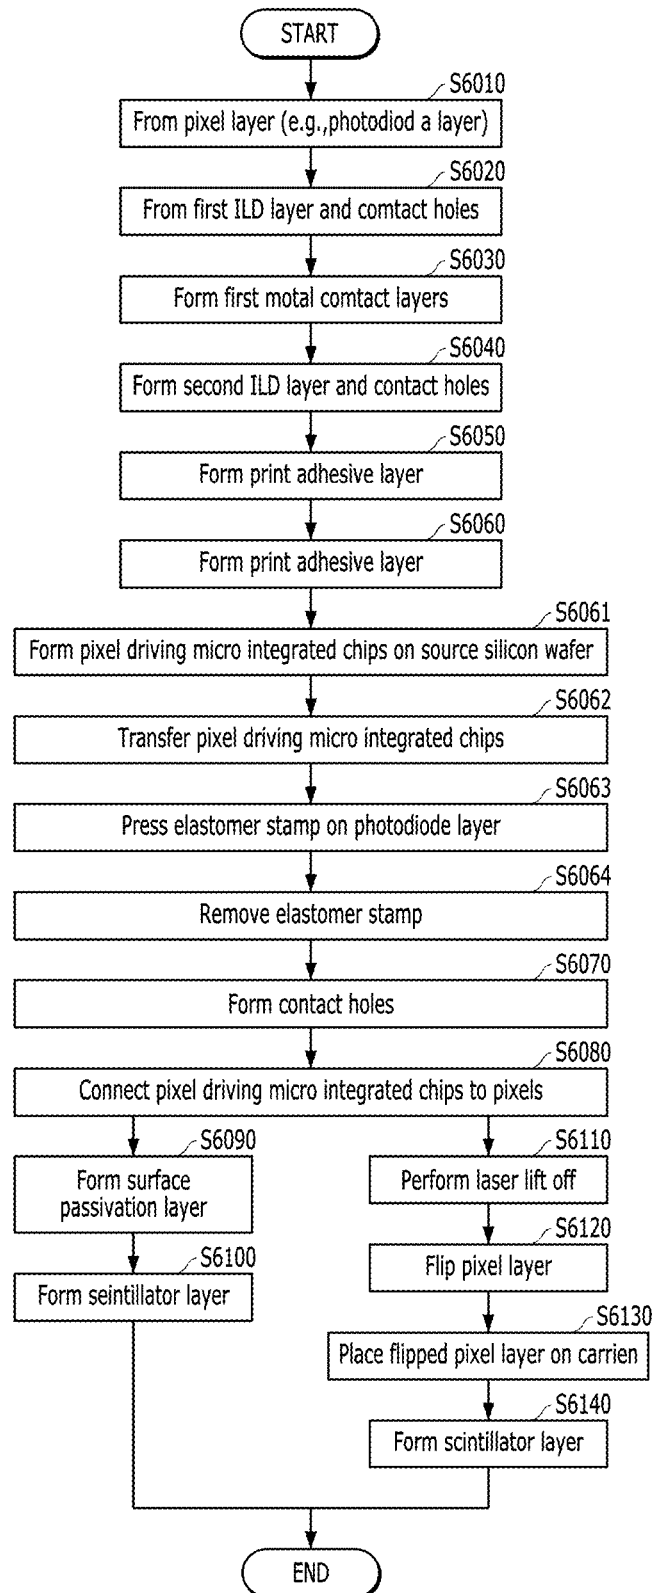 START
S6010
From pixel layer (e.g.,photodiod a layer)
S6020
From first ILD layer and comtact holes
S6030
Form first motal comtact layers
S6040
Form second ILD layer and contact holes
S6050
Form print adhesive layer
S6060
Form print adhesive layer
S6061
Form pixel driving micro integrated chips on source silicon wafer
S6062
Transfer pixel driving micro integrated chips
S6063
Press elastomer stamp on photodiode layer
S6064
Remove elastomer stamp
S6070
Form contact holes
S6080
Connect pixel driving micro integrated chips to pixels
S6090
Form surface
passivation layer
S6100
Form seintillator layer
S6110
Perform laser lift off
S6120
Flip pixel layer
S6130
Place flipped pixel layer on carrien
S6140
Form scintillator layer
END